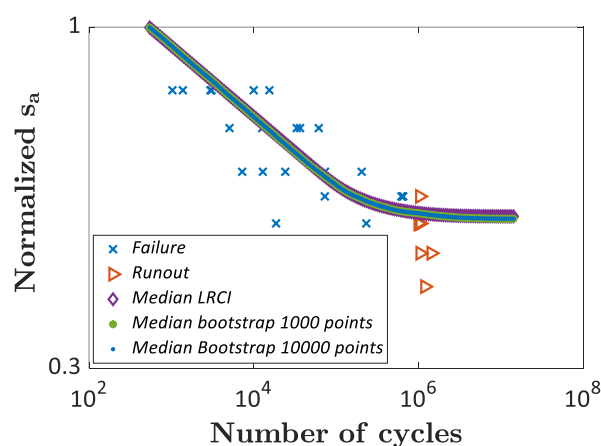 1
Normalized s_a
Failure
Runout
Median LRCI
Median bootstrap 1000 points
Median Bootstrap 10000 points
0.3
10^2 10^4 10^6 10^8
Number of cycles